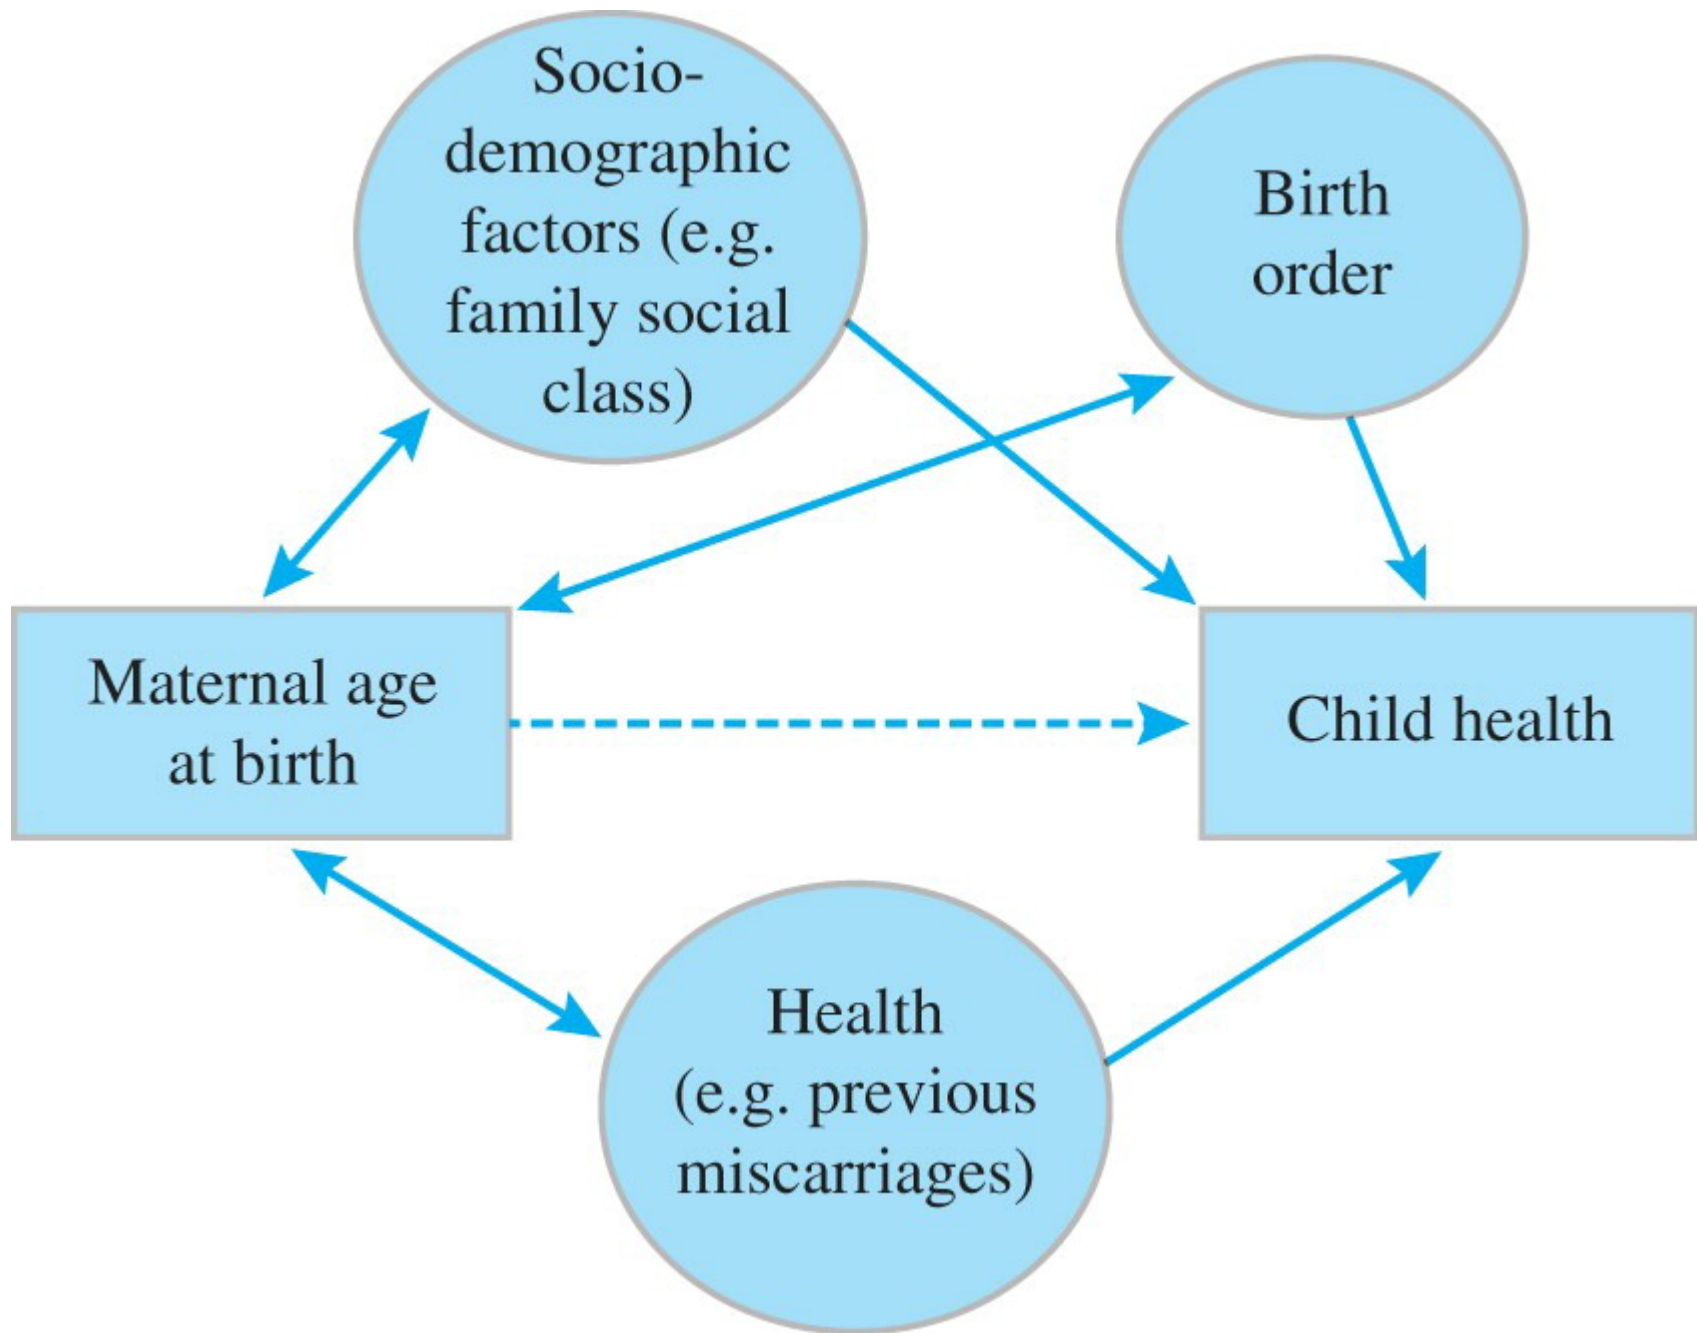 Socio-
demographic
factors (e.g.
family social
class)
Birth
order
Maternal age
at birth
Child health
Health
(e.g. previous
miscarriages)